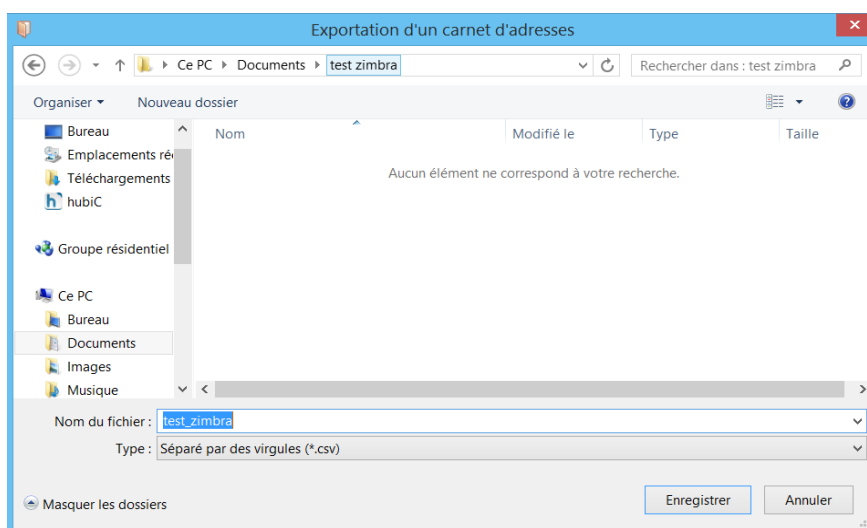 Exportation d'un carnet d'adresses
Ce PC Documents test zimbra
Rechercher dans : test zimbra
Organiser Nouveau dossier
Nom Modifié le Type Taille
Aucun élément ne correspond à votre recherche.
Bureau
Emplacements ré
Téléchargements
hubiC
Groupe résidentiel
Ce PC
Bureau
Documents
Images
Musique
Nom du fichier : test_zimbra
Type : Séparé par des virgules (*.csv)
Masquer les dossiers
Enregistrer Annuler